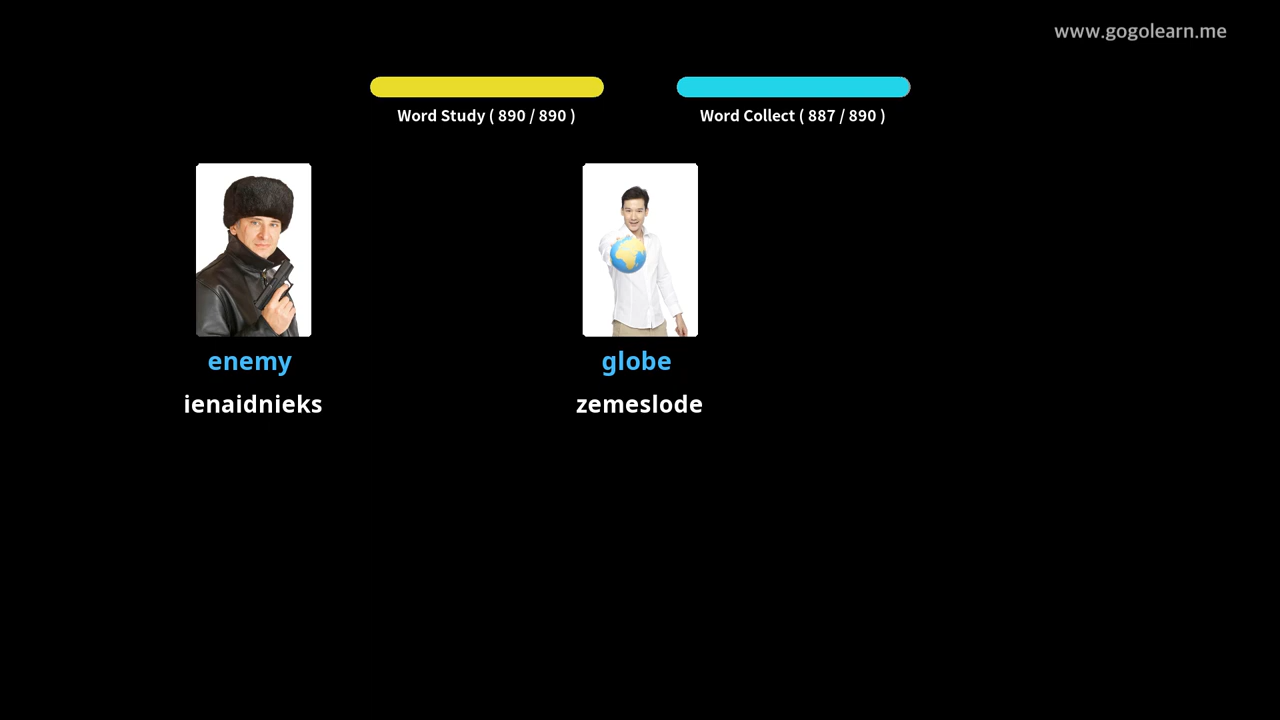 www.gogolearn.me
Word Study ( 890 / 890 )
Word Collect ( 887 / 890 )
enemy
ienaidnieks
globe
zemeslode